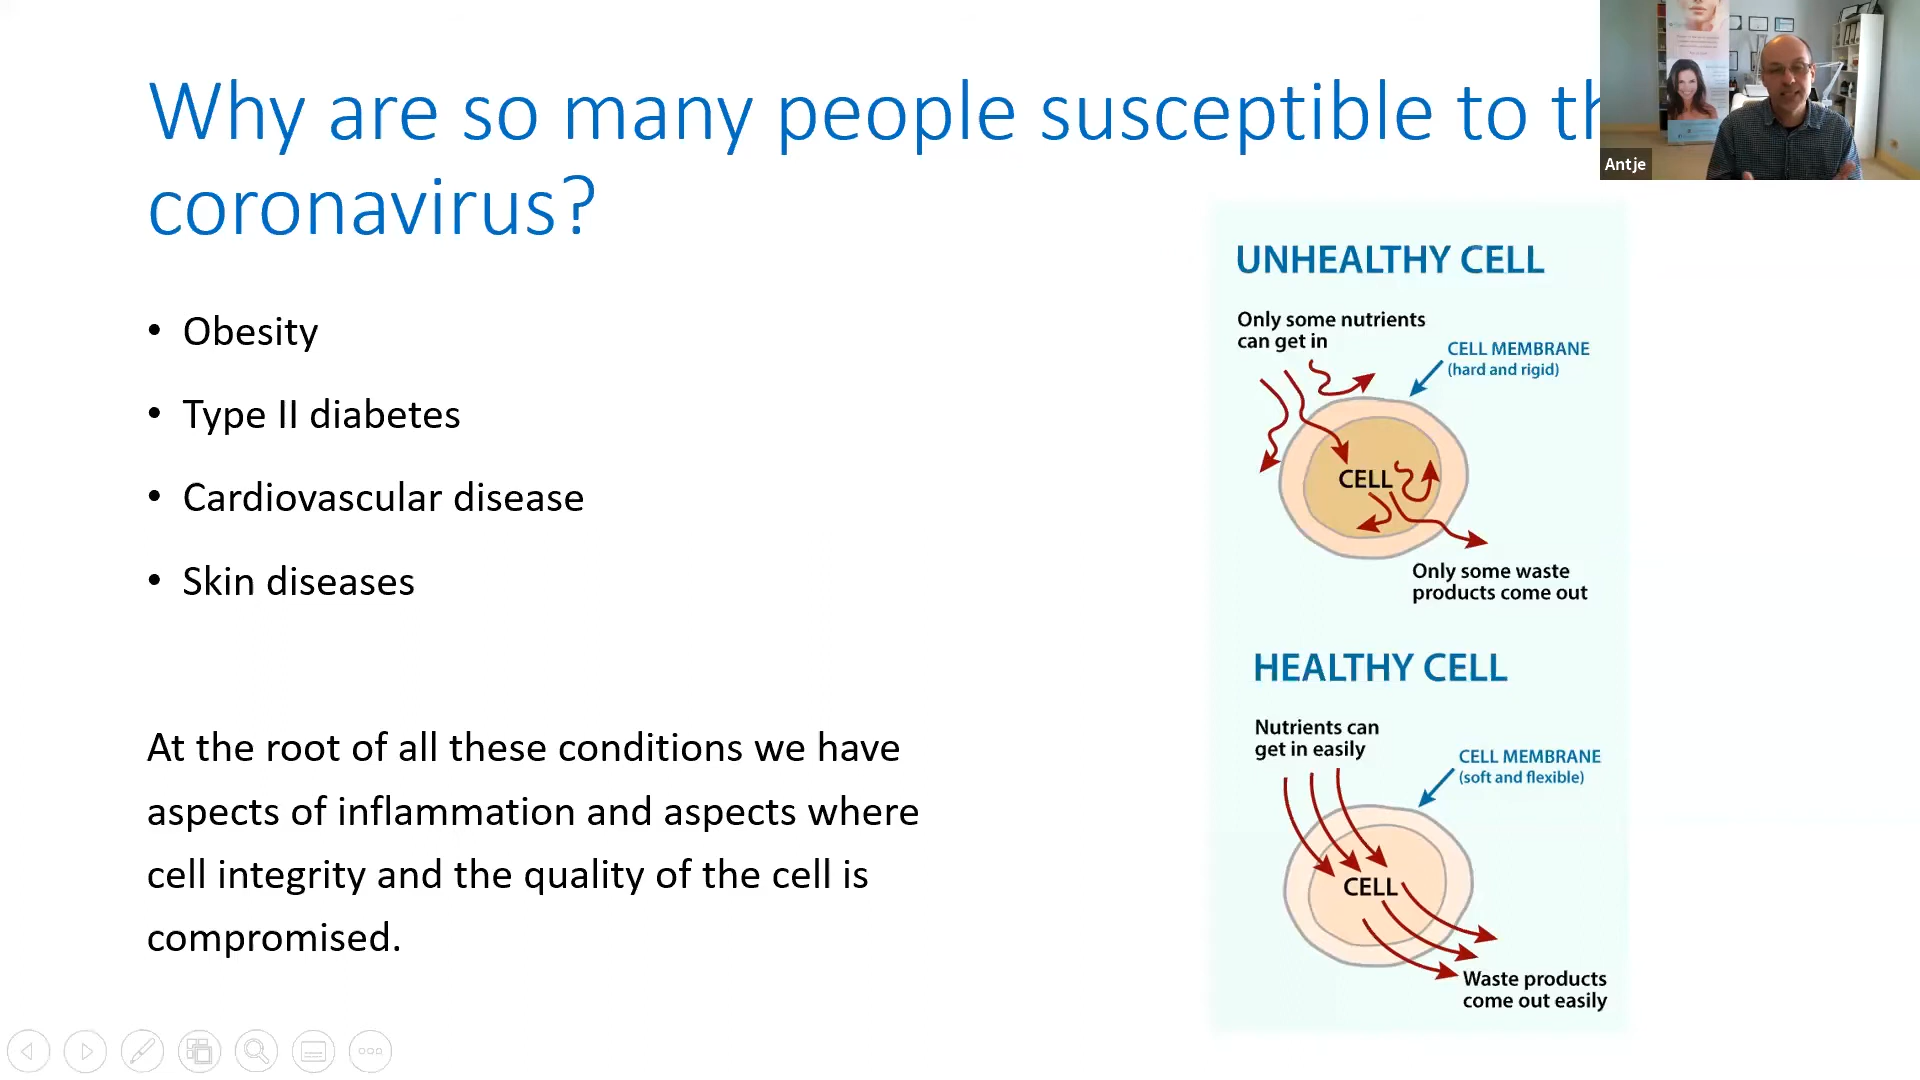 Why are so many people susceptible to th
coronavirus?
• Obesity
• Type II diabetes
• Cardiovascular disease
• Skin diseases
At the root of all these conditions we have
aspects of inflammation and aspects where
cell integrity and the quality of the cell is
compromised.
UNHEALTHY CELL
Only some nutrients
can get in
CELL MEMBRANE
(hard and rigid)
CELL
Only some waste
products come out
HEALTHY CELL
Nutrients can
get in easily
CELL MEMBRANE
(soft and flexible)
CELL
Waste products
come out easily
Antje